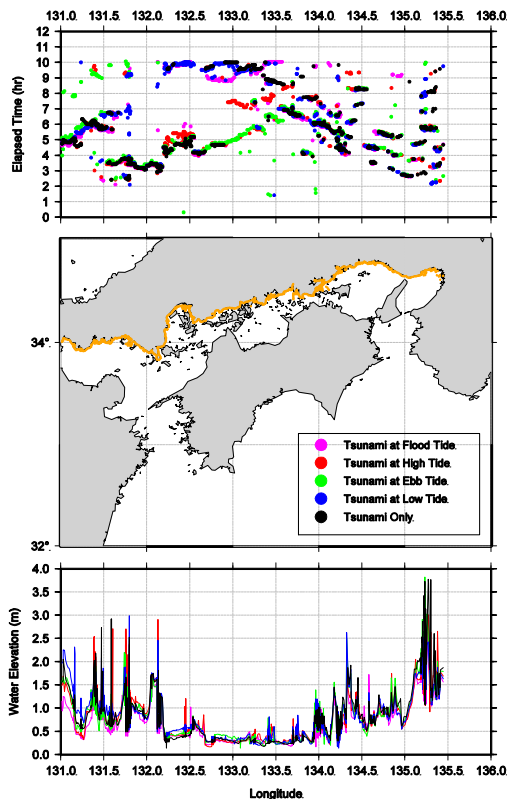 131.0 131.5 132.0 132.5 133.0 133.5 134.0 134.5 135.0 135.5 136.0
12
11
10
9
8
7
6
5
4
3
2
1
0
Elapsed Time (hr)
34°
32°
Tsunami at Flood Tide.
Tsunami at High Tide.
Tsunami at Ebb Tide.
Tsunami at Low Tide.
Tsunami Only.
4.0
3.5
3.0
2.5
2.0
1.5
1.0
0.5
0.0
Water Elevation (m)
131.0 131.5 132.0 132.5 133.0 133.5 134.0 134.5 135.0 135.5 136.0
Longitude.